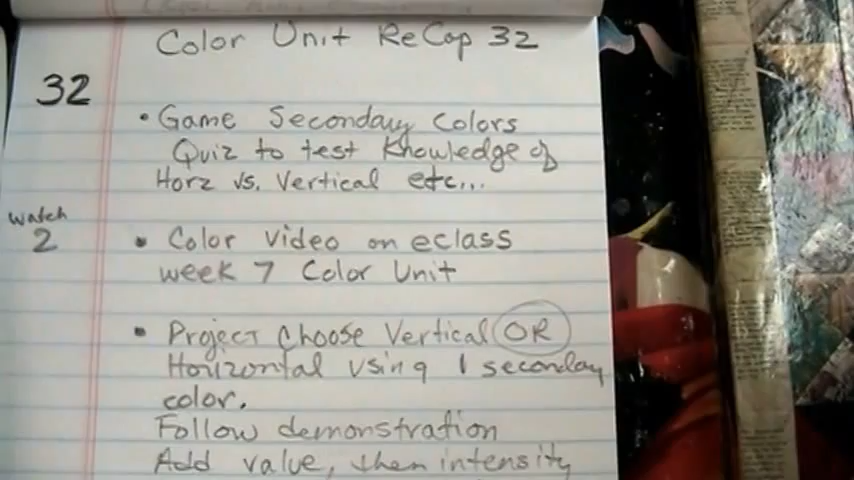 Color Unit ReCap 32
32
• Game Seconday Colors
Quiz to test Knowledge of
Horz vs. Vertical etc...
watch
2
• Color Video on eclass
week 7 Color Unit
• Project Choose Vertical OR
Horizontal using 1 seconday
color.
Follow demonstration
Add value, then intensity